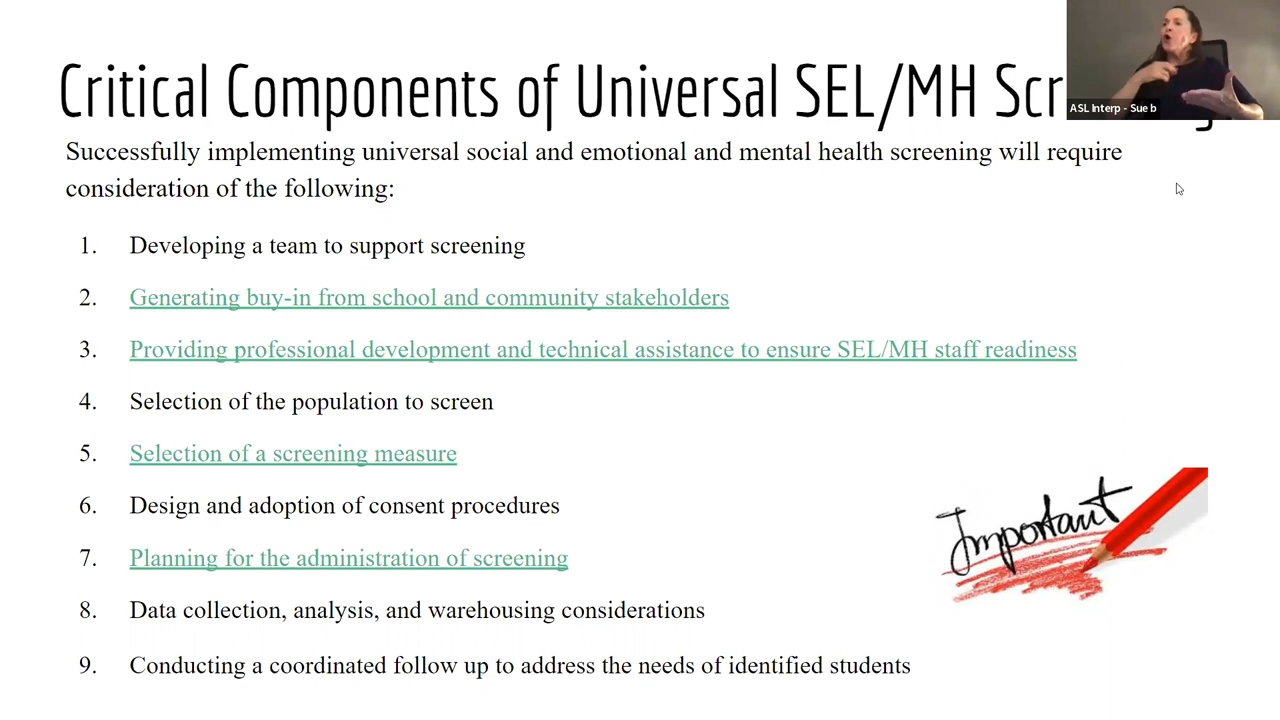 Critical Components of Universal SEL/MH Scr
ASL Interp - Sue b
Successfully implementing universal social and emotional and mental health screening will require
consideration of the following:
1. Developing a team to support screening
2. Generating buy-in from school and community stakeholders
3. Providing professional development and technical assistance to ensure SEL/MH staff readiness
4. Selection of the population to screen
5. Selection of a screening measure
6. Design and adoption of consent procedures
7. Planning for the administration of screening
8. Data collection, analysis, and warehousing considerations
9. Conducting a coordinated follow up to address the needs of identified students
Important